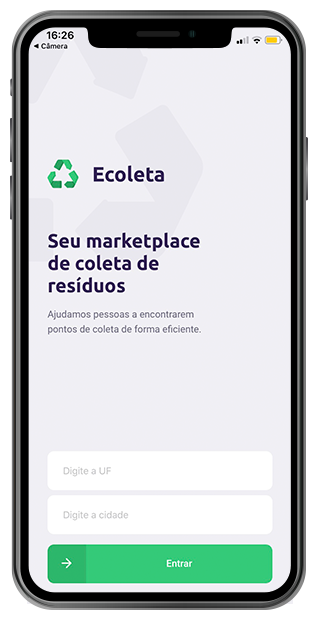 16:26
◀ Câmera
Ecoleta
Seu marketplace
de coleta de
resíduos
Ajudamos pessoas a encontrarem
pontos de coleta de forma eficiente.
Digite a UF
Digite a cidade
Entrar